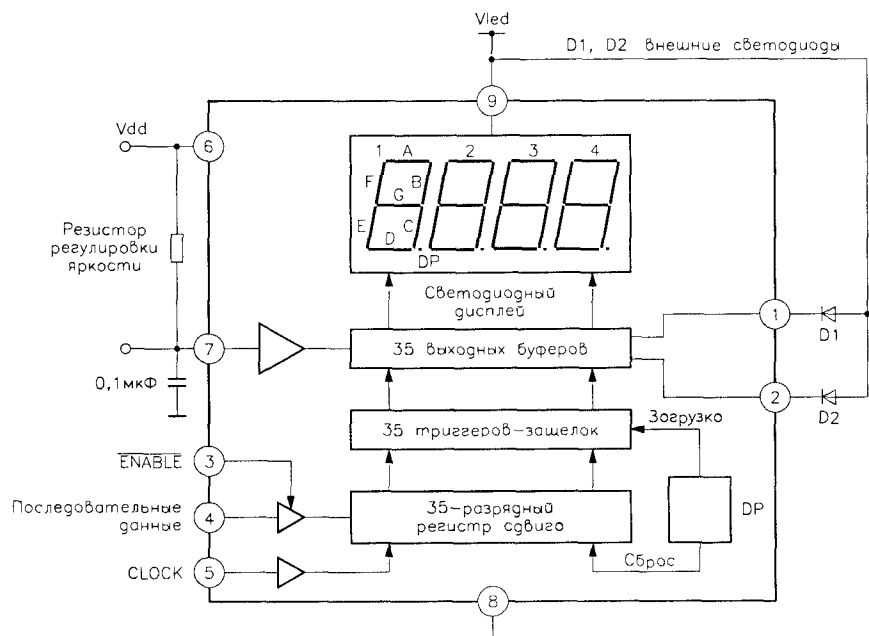 Vled
D1, D2 внешние светодиоды
9
Vdd
6
1 A 2 3 4
F B
G
E C
D
DP
Резистор
регулировки
яркости
Светодиодный
дисплей
1
D1
7
35 выходных буферов
0,1мкФ
2
D2
35 триггеров-защелок
Зогрузко
ENABLE
3
Последовательные
данные
4
35-разрядный
регистр сдвиго
DP
CLOCK
5
Сброс
8